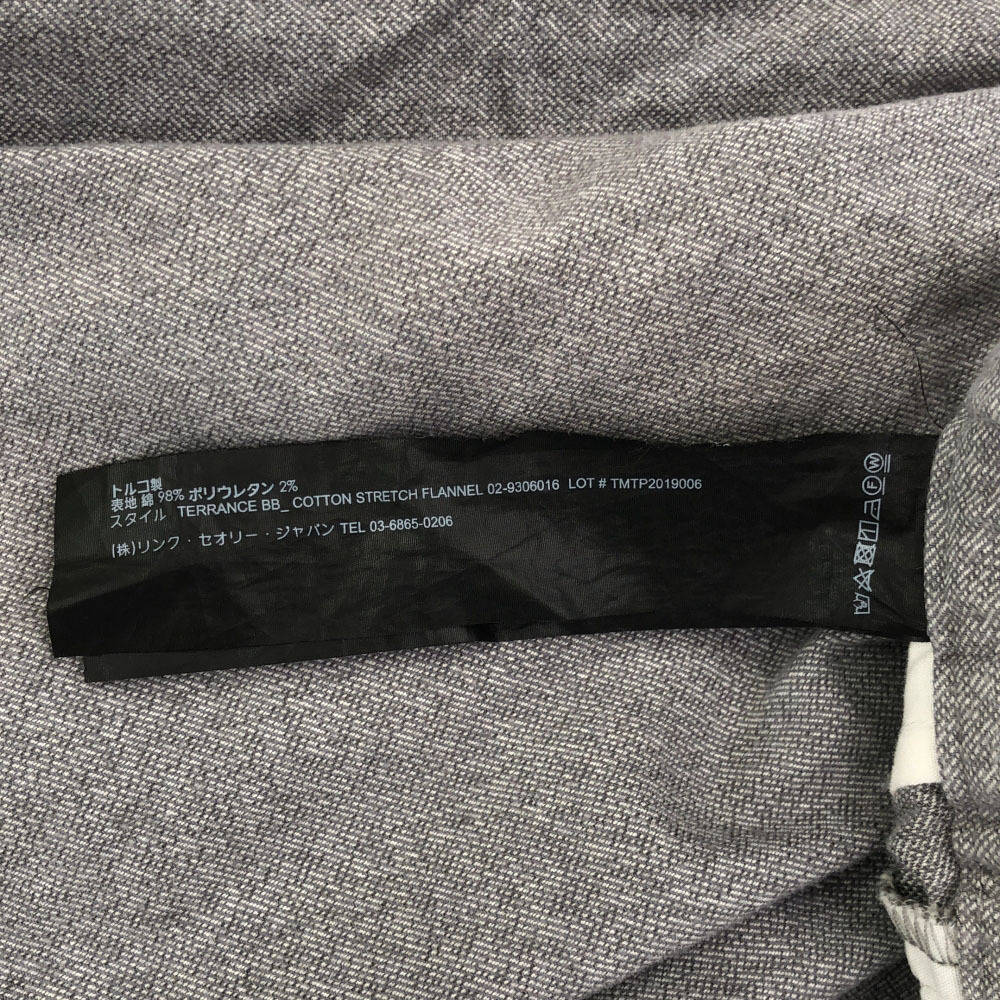 トルコ製
表地 綿 98% ポリウレタン 2%
スタイル TERRANCE BB_ COTTON STRETCH FLANNEL 02-9306016 LOT # TMTP2019006
(株)リンク・セオリー・ジャパン TEL 03-6865-0206
W
F